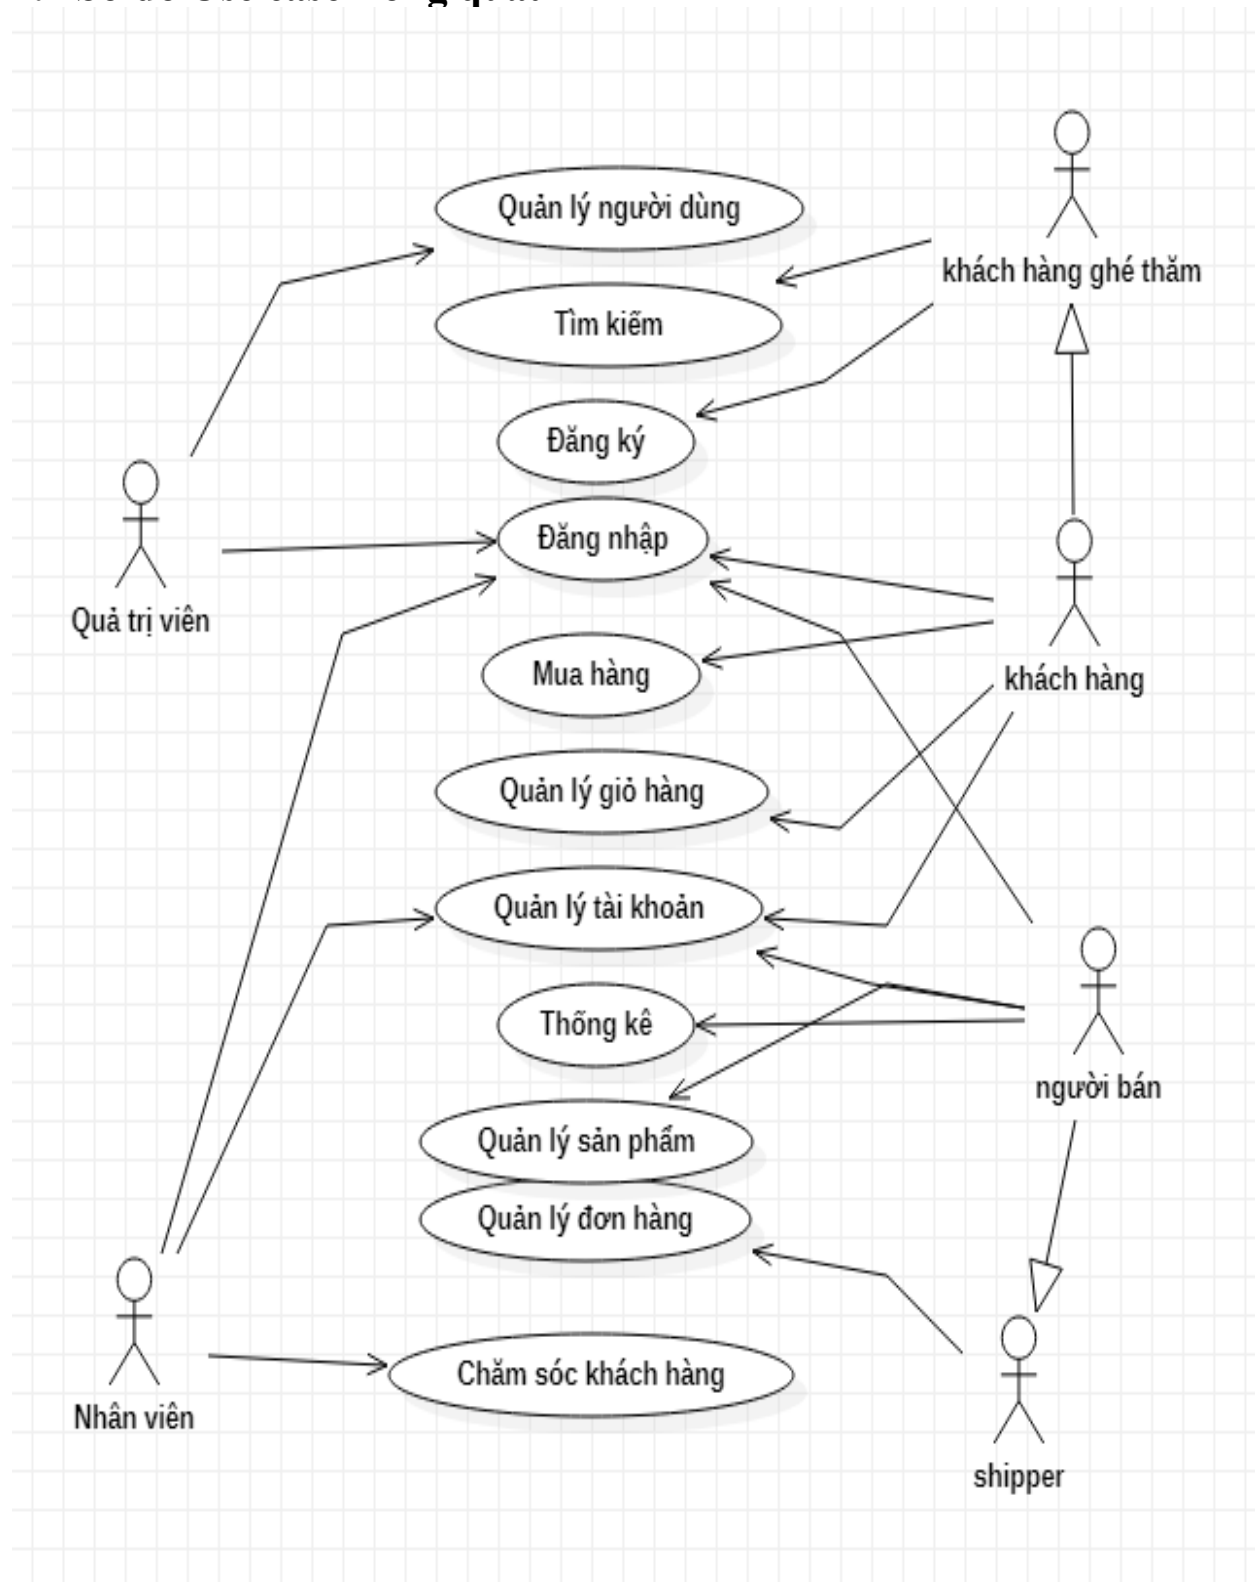 Quản lý người dùng
khách hàng ghé thăm
Tìm kiếm
Đăng ký
Đăng nhập
Quả trị viên
Mua hàng
khách hàng
Quản lý giỏ hàng
Quản lý tài khoản
Thống kê
người bán
Quản lý sản phẩm
Quản lý đơn hàng
Chăm sóc khách hàng
Nhân viên
shipper